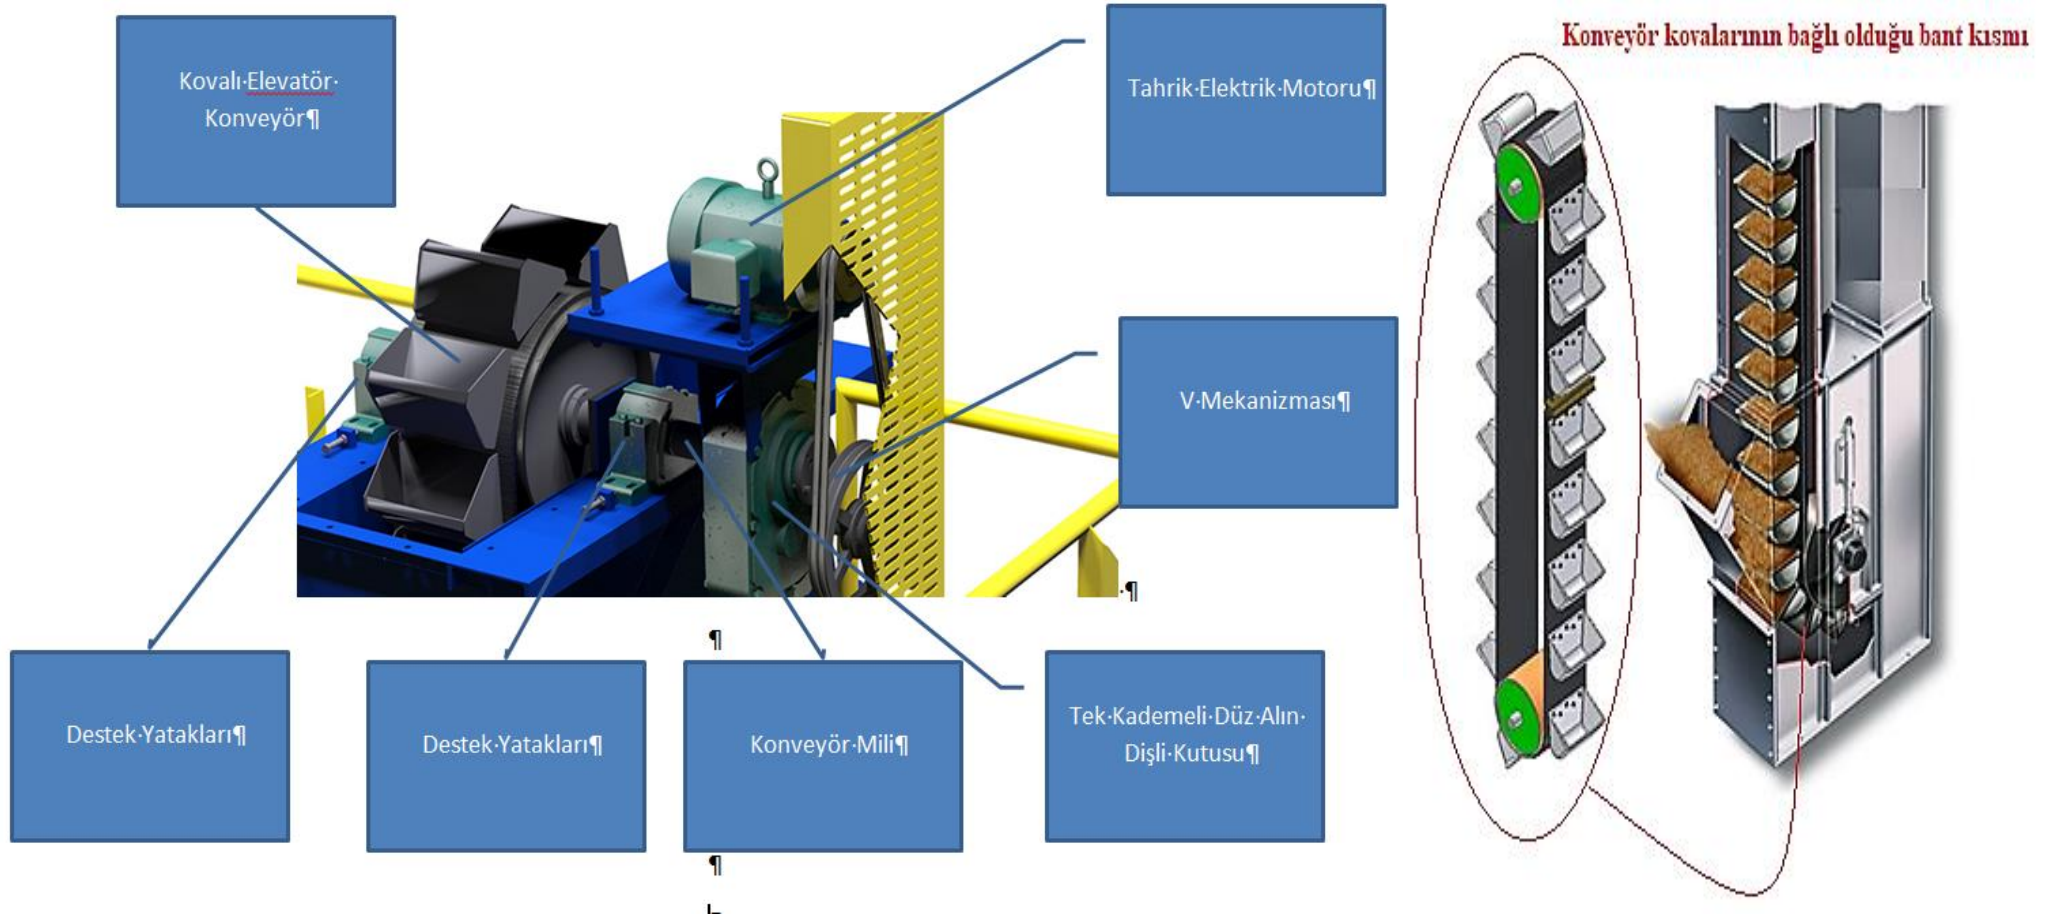 Kovalı·Elevatör·
Konveyör¶
Tahrik·Elektrik·Motoru¶
Konveyör kovalarının bağlı olduğu bant kısmı
V·Mekanizması¶
·¶
¶
Destek·Yatakları¶
Destek·Yatakları¶
Konveyör·Mili¶
Tek·Kademeli·Düz·Alın·
Dişli·Kutusu¶
¶